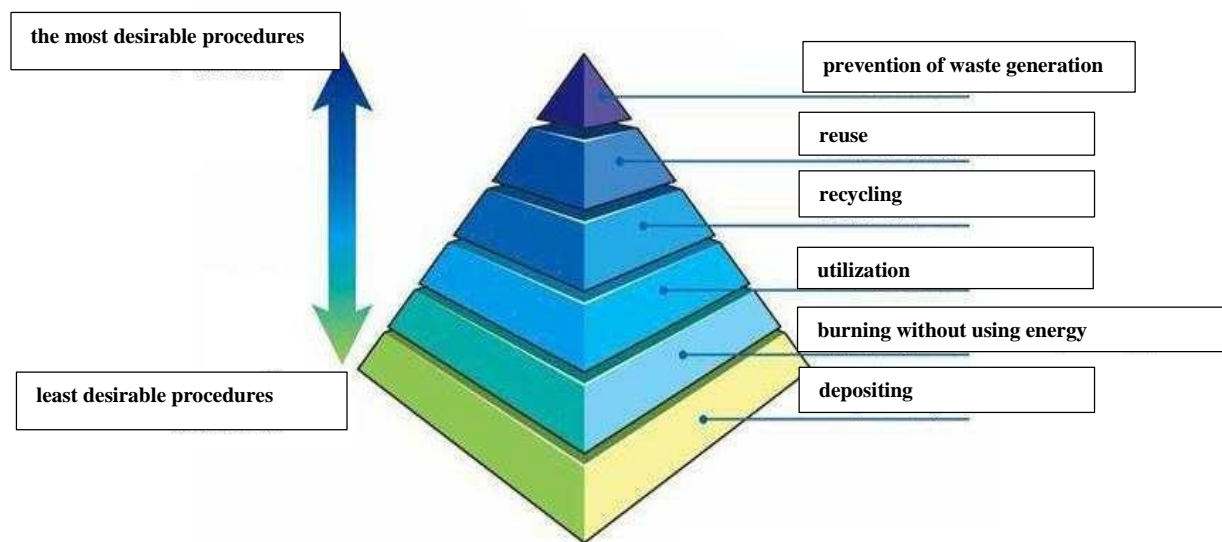 the most desirable procedures
prevention of waste generation
reuse
recycling
utilization
burning without using energy
least desirable procedures
depositing